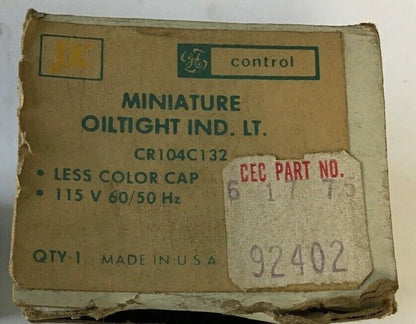 JK
GE control
MINIATURE
OILTIGHT IND. LT.
CR104C132
• LESS COLOR CAP
• 115 V 60/50 Hz
CEC PART NO.
6 17 75
92402
QTY·1 MADE IN U S A